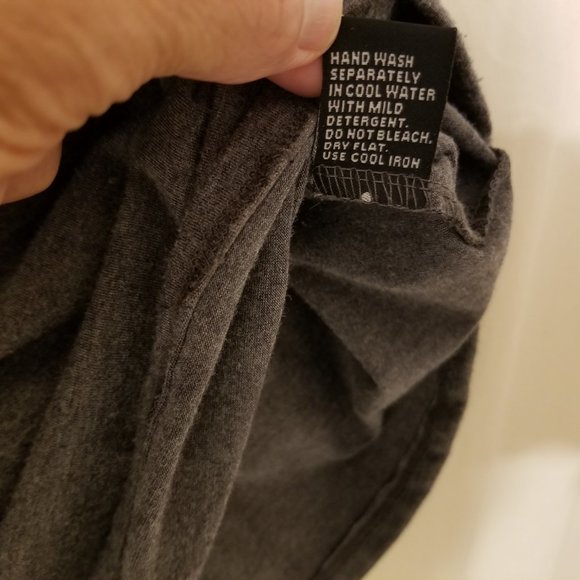 HAND WASH
SEPARATELY
IN COOL WATER
WITH MILD
DETERGENT.
DO NOT BLEACH.
DRY FLAT.
USE COOL IRON